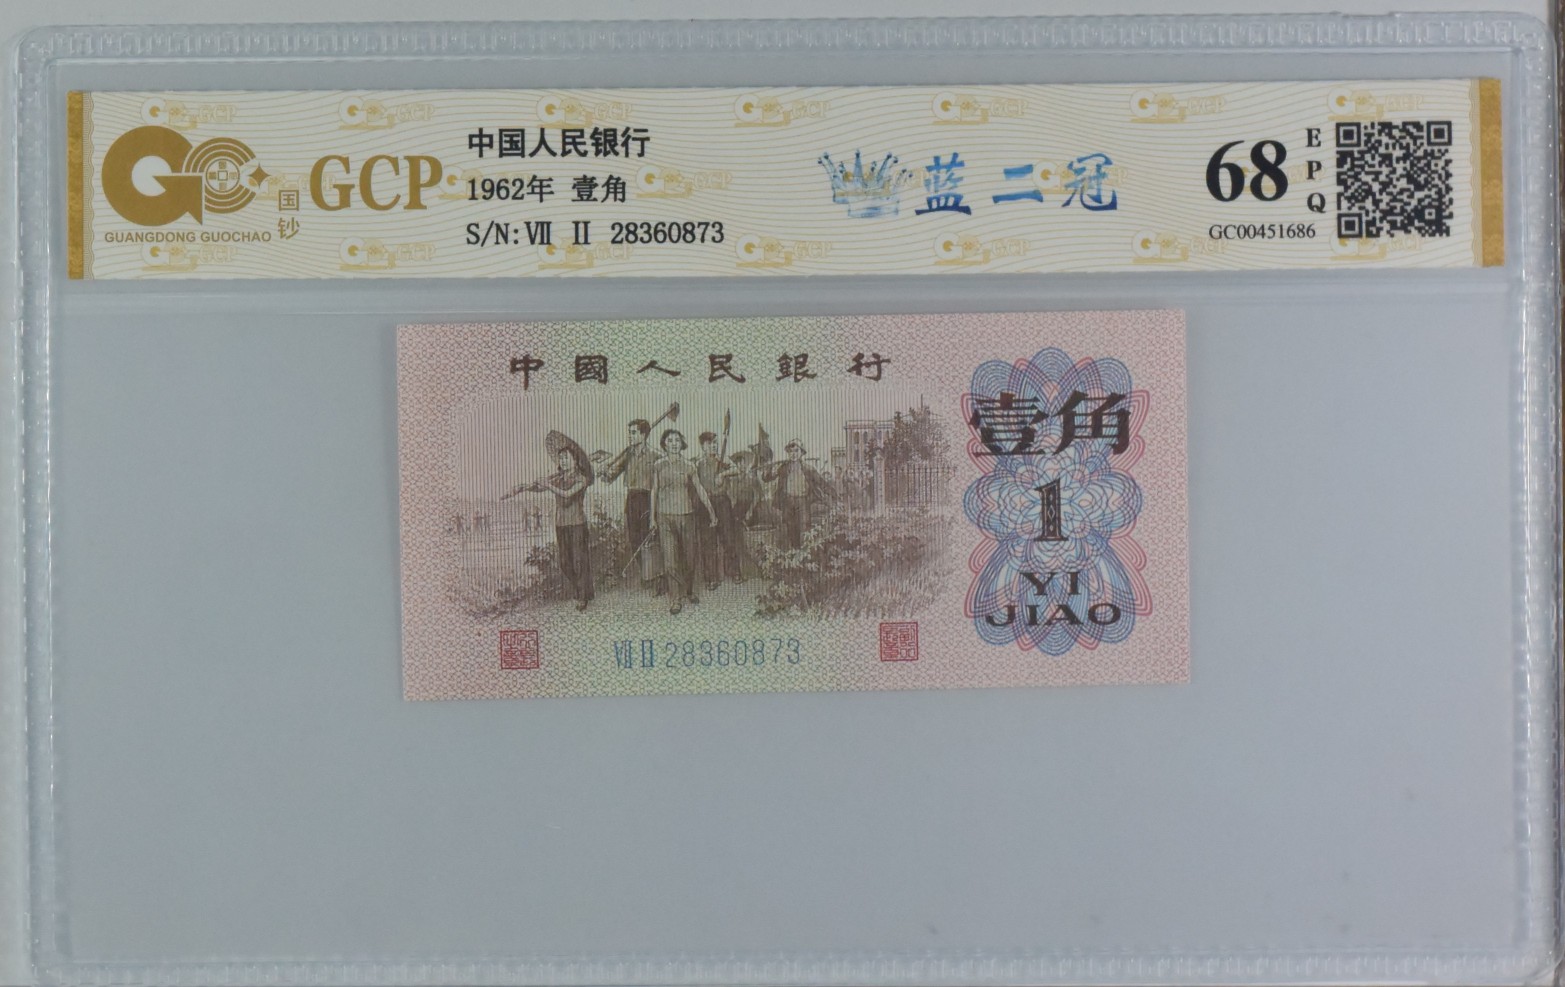 GCP
国钞
GUANGDONG GUOCHAO
中国人民银行
1962年 壹角
S/N: Ⅶ Ⅱ 28360873
蓝二冠
68
EPQ
GC00451686
中國人民銀行
壹角
1
YI
JIAO
Ⅶ Ⅱ 28360873